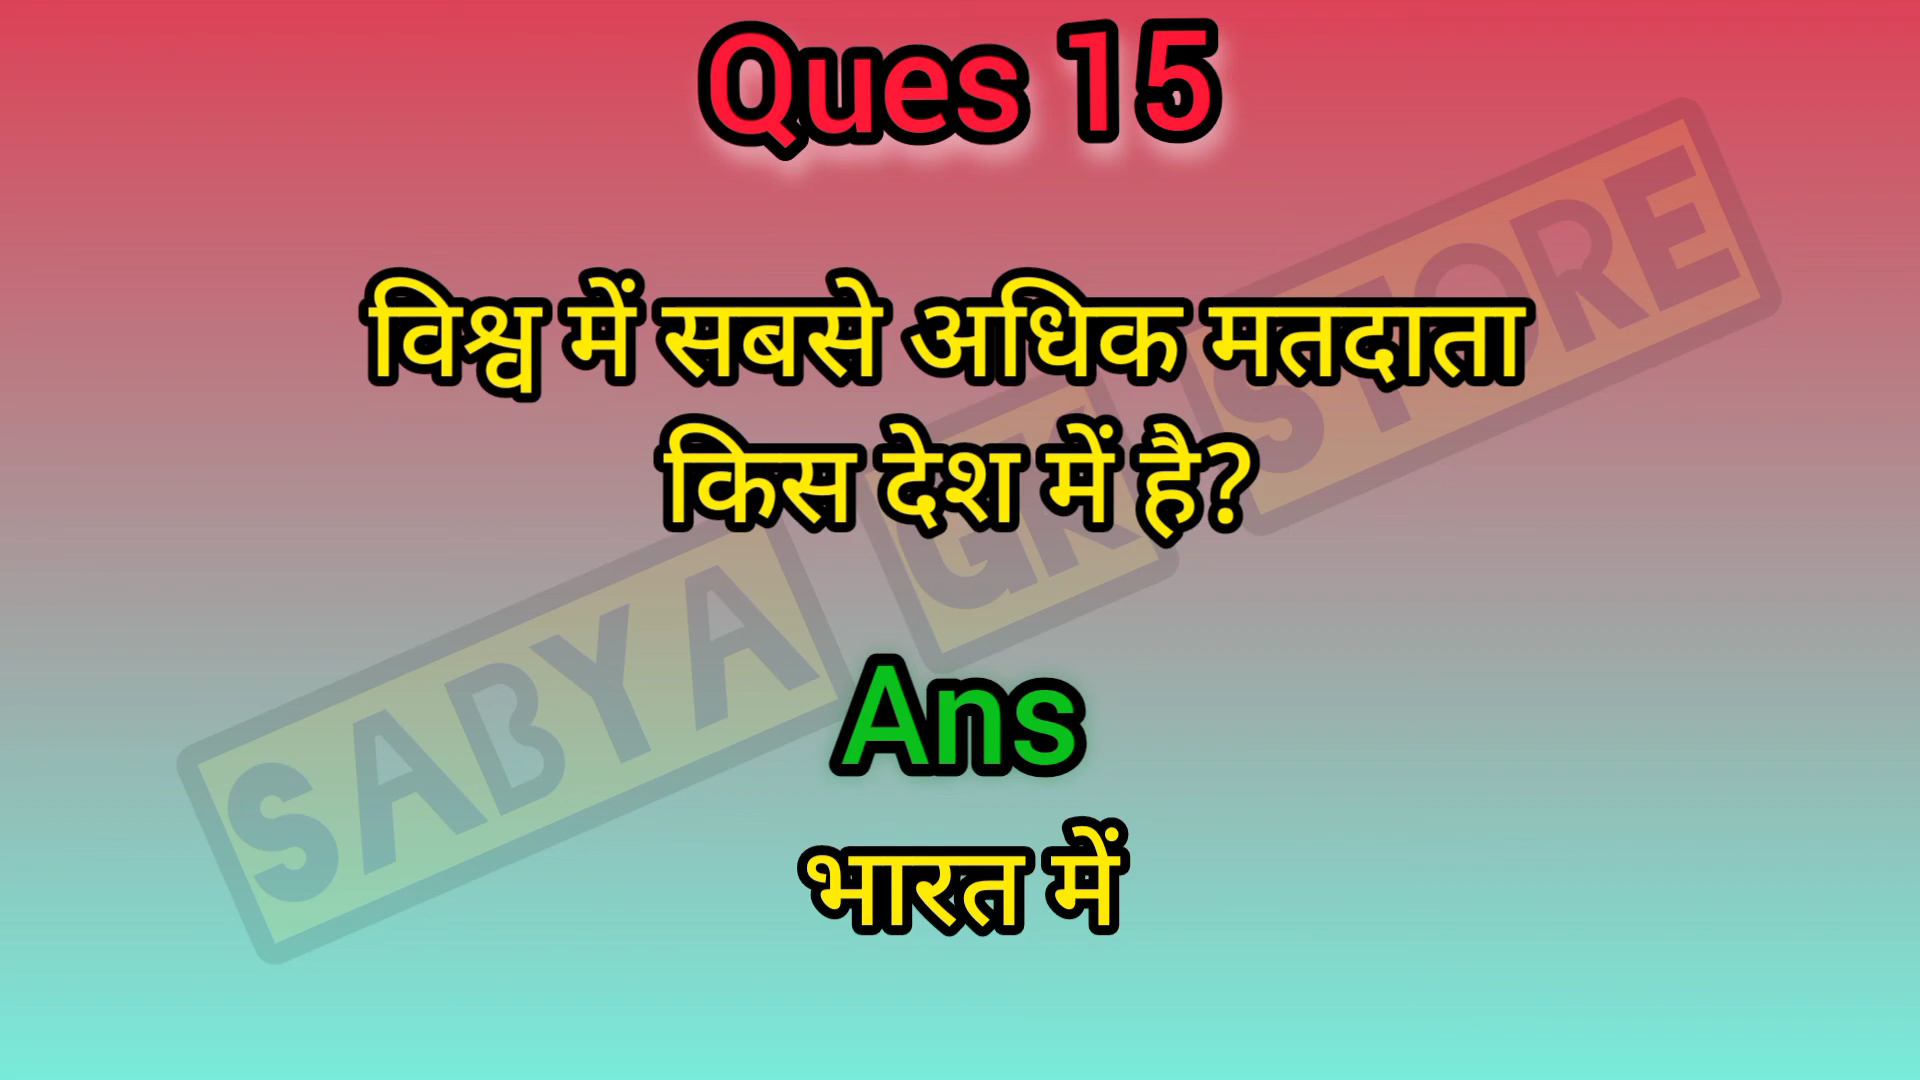 Ques 15
विश्व में सबसे अधिक मतदाता
किस देश में है?
SABYA GK STORE
Ans
भारत में